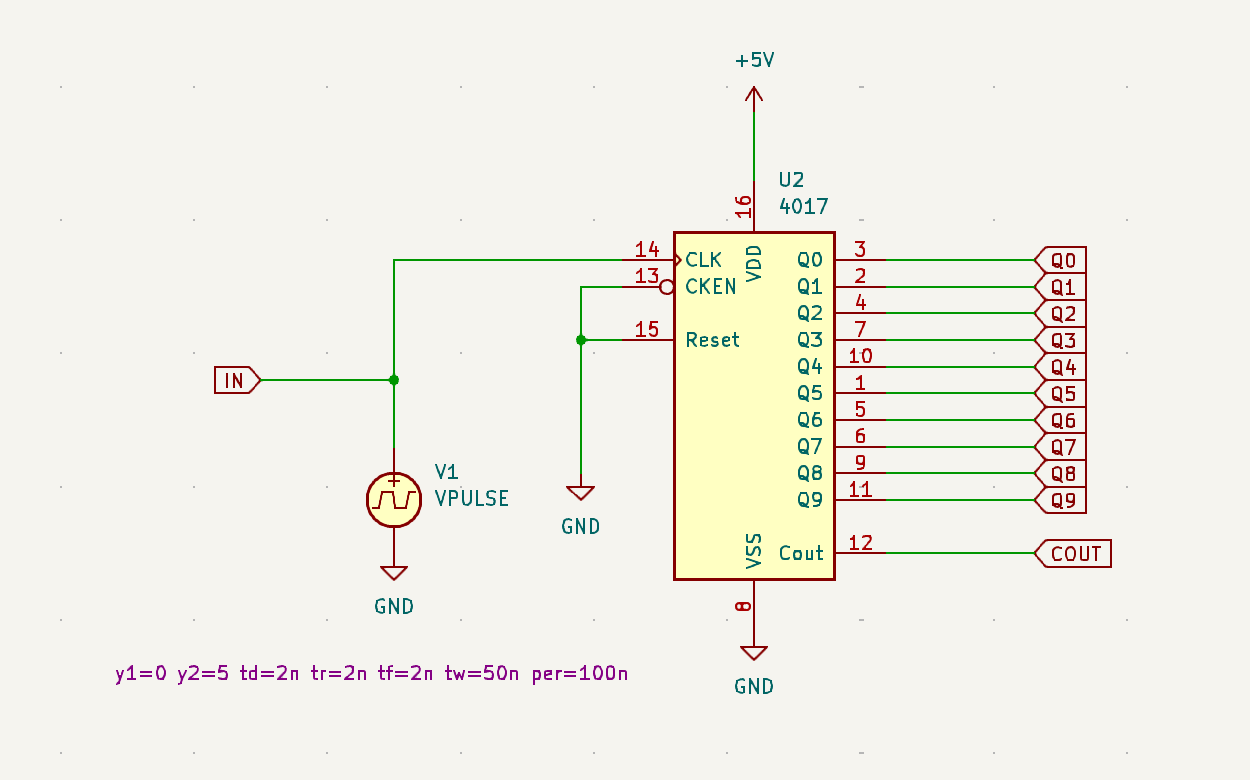 +5V
U2
4017
16
VDD
14 CLK Q0 3 Q0
13 CKEN Q1 2 Q1
Q2 4 Q2
15 Reset Q3 7 Q3
Q4 10 Q4
IN
Q5 1 Q5
Q6 5 Q6
Q7 6 Q7
V1
VPULSE
Q8 9 Q8
Q9 11 Q9
GND
VSS
Cout 12 COUT
GND
8
GND
y1=0 y2=5 td=2n tr=2n tf=2n tw=50n per=100n